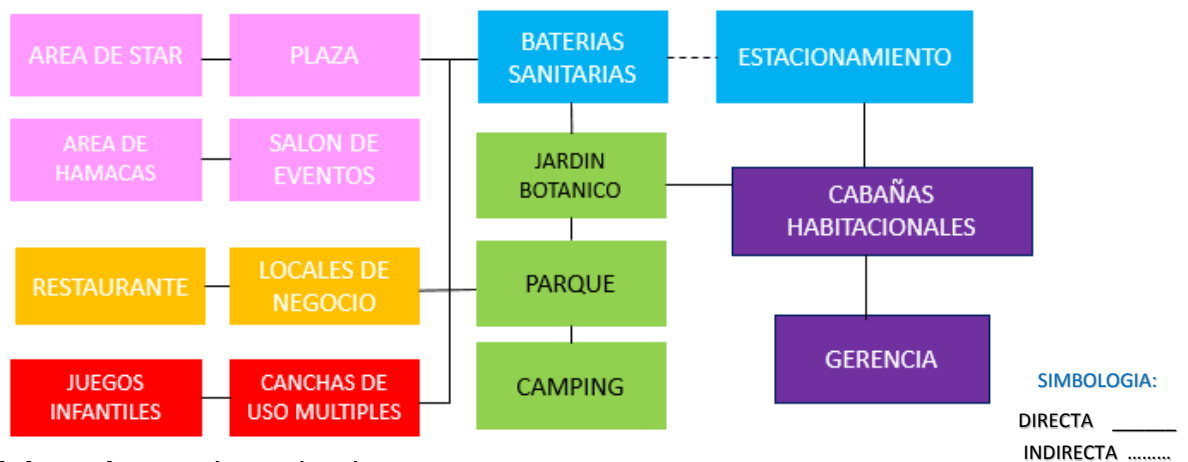 AREA DE STAR
PLAZA
BATERIAS
SANITARIAS
ESTACIONAMIENTO
AREA DE
HAMACAS
SALON DE
EVENTOS
JARDIN
BOTANICO
CABAÑAS
HABITACIONALES
RESTAURANTE
LOCALES DE
NEGOCIO
PARQUE
GERENCIA
JUEGOS
INFANTILES
CANCHAS DE
USO MULTIPLES
CAMPING
SIMBOLOGIA:
DIRECTA ______
INDIRECTA .........